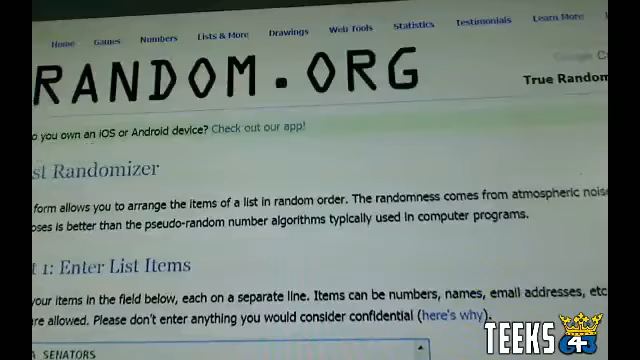 Home Games Numbers Lists & More Drawings Web Tools Statistics Testimonials Learn More
RANDOM.ORG
True Random
o you own an iOS or Android device? Check out our app!
st Randomizer
form allows you to arrange the items of a list in random order. The randomness comes from atmospheric nois
oses is better than the pseudo-random number algorithms typically used in computer programs.
t 1: Enter List Items
your items in the field below, each on a separate line. Items can be numbers, names, email addresses, etc
re allowed. Please don't enter anything you would consider confidential (here's why).
SENATORS
TEEKS